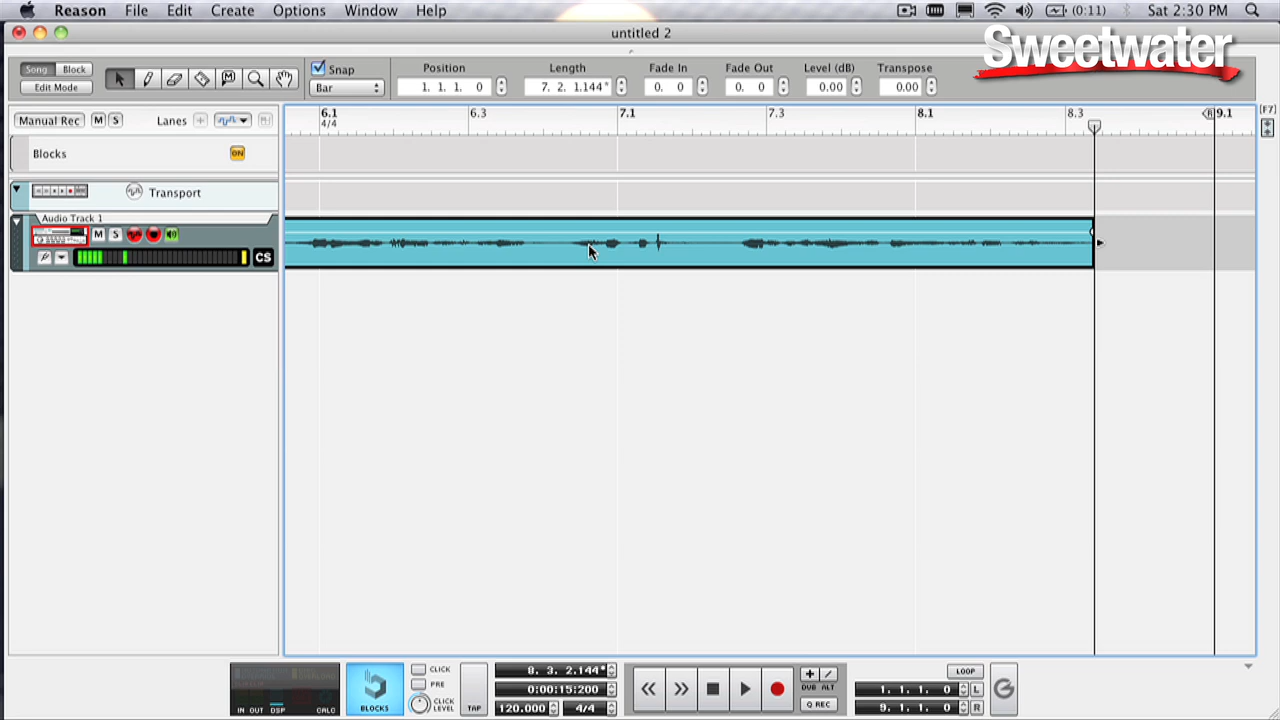 Reason File Edit Create Options Window Help (0:11) Sat 2:30 PM
untitled 2
Sweetwater
Song Block
Edit Mode
Snap
Bar
Position
1. 1. 1. 0
Length
7. 2. 1.144*
Fade In
0. 0
Fade Out
0. 0
Level (dB)
0.00
Transpose
0.00
Manual Rec M S Lanes
6.1 6.3 7.1 7.3 8.1 8.3 R 9.1
4/4
[F7]
Blocks ON
Transport
Audio Track 1
M S
CS
IN OUT DSP CALC
BLOCKS
CLICK
PRE
CLICK
LEVEL
TAP
8. 3. 2.144*
0:00:15:200
120.000 4/4
DUB ALT
Q REC
LOOP
1. 1. 1. 0 L
9. 1. 1. 0 R